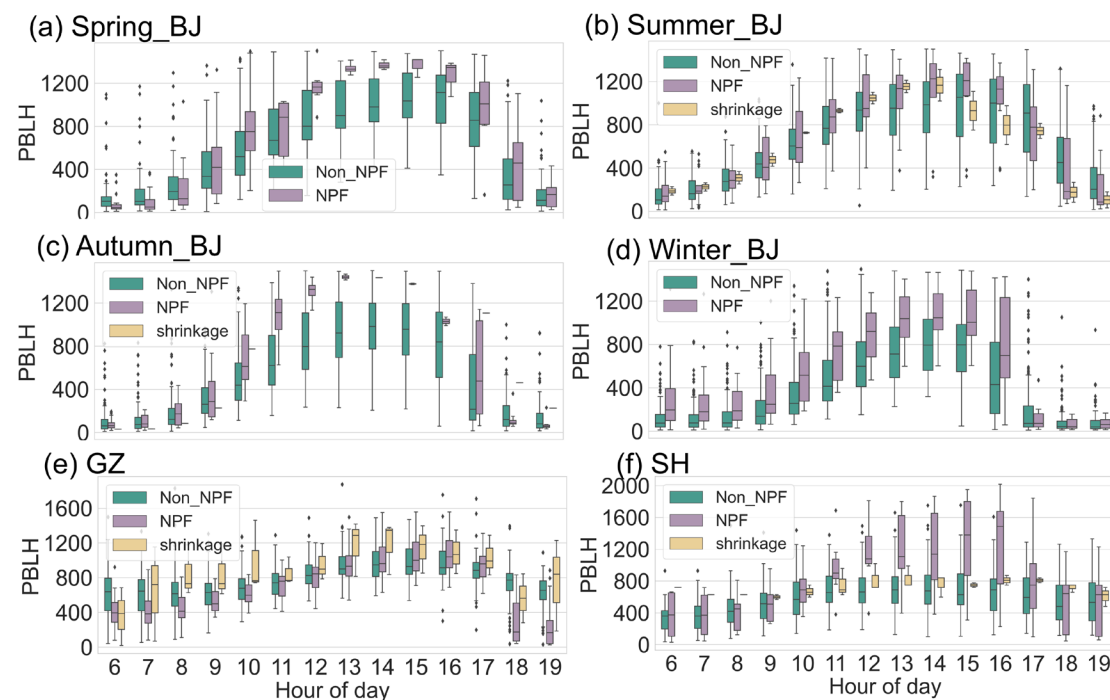 (a) Spring_BJ
PBLH
1200
800
400
0
Non_NPF
NPF
(b) Summer_BJ
PBLH
1200
800
400
0
Non_NPF
NPF
shrinkage
(c) Autumn_BJ
PBLH
1200
800
400
0
Non_NPF
NPF
shrinkage
(d) Winter_BJ
PBLH
1200
800
400
0
Non_NPF
NPF
(e) GZ
PBLH
1600
1200
800
400
0
Non_NPF
NPF
shrinkage
6 7 8 9 10 11 12 13 14 15 16 17 18 19
Hour of day
(f) SH
PBLH
2000
1600
1200
800
400
0
Non_NPF
NPF
shrinkage
6 7 8 9 10 11 12 13 14 15 16 17 18 19
Hour of day